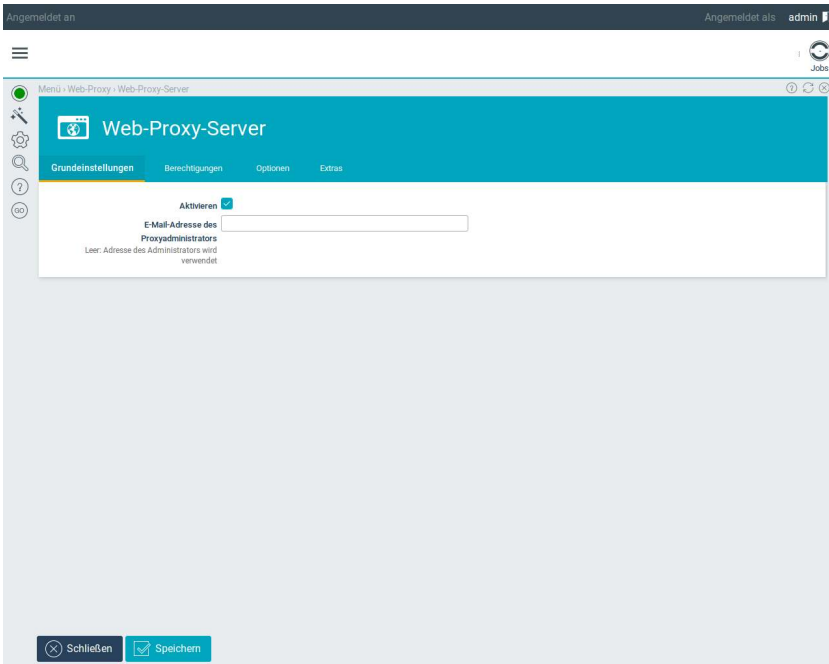 Angemeldet an
Angemeldet als admin
Jobs
Menü › Web-Proxy › Web-Proxy-Server
Web-Proxy-Server
Grundeinstellungen Berechtigungen Optionen Extras
Aktivieren
E-Mail-Adresse des
Proxyadministrators
Leer: Adresse des Administrators wird
verwendet
GO
Schließen Speichern